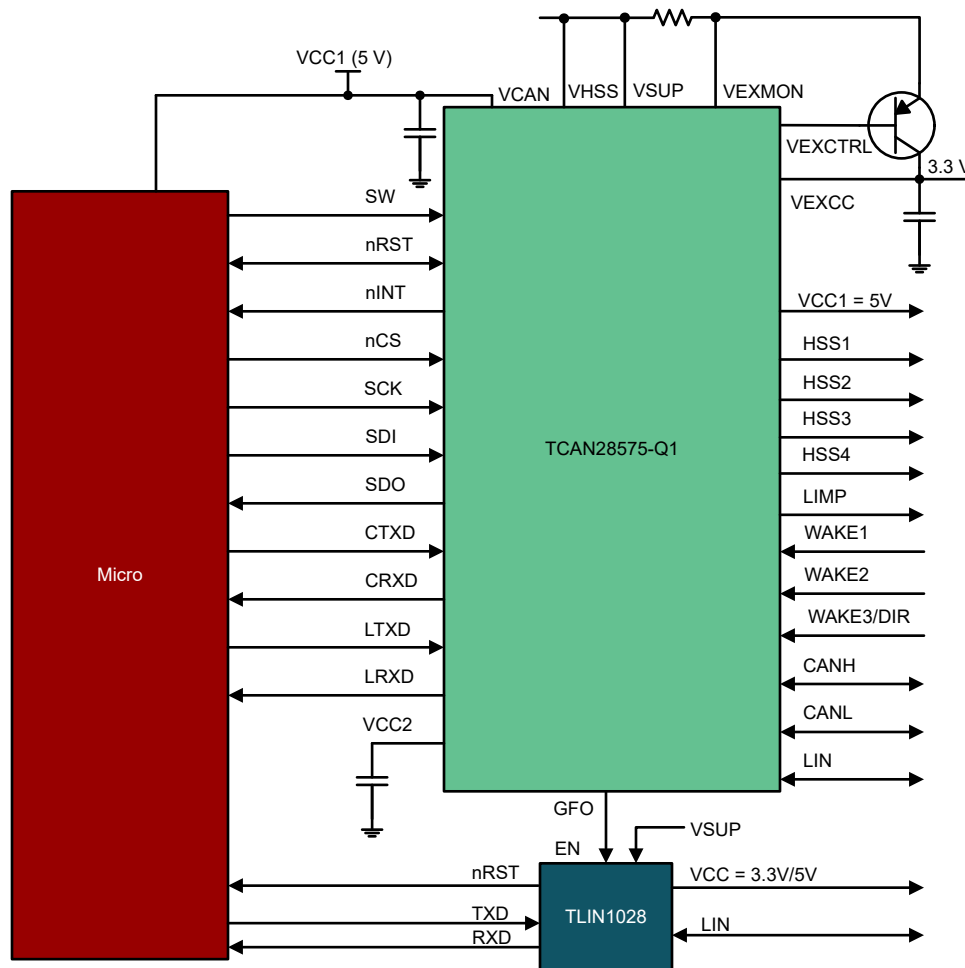 VCC1 (5 V)
VCAN
VHSS
VSUP
VEXMON
VEXCTRL
3.3 V
VEXCC
SW
nRST
nINT
VCC1 = 5V
nCS
HSS1
SCK
HSS2
SDI
HSS3
TCAN28575-Q1
HSS4
SDO
LIMP
CTXD
WAKE1
Micro
CRXD
WAKE2
LTXD
WAKE3/DIR
LRXD
CANH
VCC2
CANL
LIN
GFO
VSUP
EN
nRST
VCC = 3.3V/5V
TXD
TLIN1028
LIN
RXD